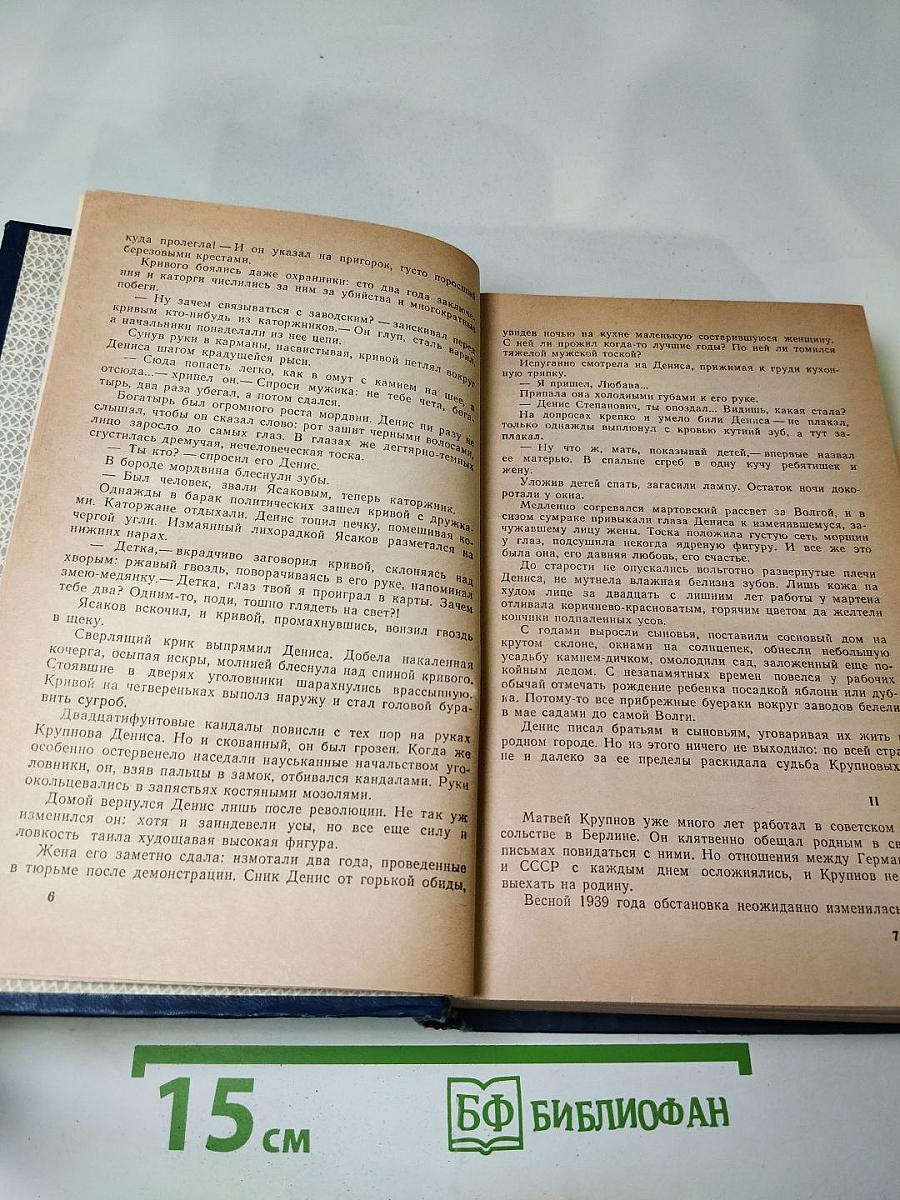 куда пролегла! — И он указал на пригорок, густо поросший
березовыми крестами.
Кривого боялись даже охранники: сто два года заключе-
ния и каторги числились за ним за убийства и многократные
побеги.
— Ну зачем связываться с заводским? — заискивал перед
кривым кто-нибудь из каторжников.— Он глуп, сталь варил,
а начальники понаделали из нее цепи.
Сунув руки в карманы, насвистывая, кривой петлял вокруг
Дениса шагом крадущейся рыси.
— Сюда попасть легко, как в омут с камнем на шее, а
отсюда...— хрипел он.— Спроси мужика: не тебе чета, бога-
тырь, два раза убегал, а потом сдался.
Богатырь был огромного роста мордвин. Денис ни разу не
слышал, чтобы он сказал слово: рот зашит черными волосами,
лицо заросло до самых глаз. В глазах же дегтярно-темных
сгустилась дремучая, нечеловеческая тоска.
— Ты кто? — спросил его Денис.
В бороде мордвина блеснули зубы.
— Был человек, звали Ясаковым, теперь каторжник.
Однажды в барак политических зашел кривой с дружка-
ми. Каторжане отдыхали. Денис топил печку, помешивая ко-
чергой угли. Измаянный лихорадкой Ясаков разметался на
нижних нарах.
— Детка,— вкрадчиво заговорил кривой, склоняясь над
хворым: ржавый гвоздь, поворачиваясь в его руке, напоминал
змею-медянку.— Детка, глаз твой я проиграл в карты. Зачем
тебе два? Одним-то, поди, тошно глядеть на свет?!
Ясаков вскочил, и кривой, промахнувшись, вонзил гвоздь
в щеку.
Сверлящий крик выпрямил Дениса. Добела накаленная
кочерга, осыпая искры, молнией блеснула над спиной кривого.
Стоявшие в дверях уголовники шарахнулись врассыпную.
Кривой на четвереньках выполз наружу и стал головой бура-
вить сугроб.
Двадцатифунтовые кандалы повисли с тех пор на руках
Крупнова Дениса. Но и скованный, он был грозен. Когда же
особенно остервенело наседали науськанные начальством уго-
ловники, он, взяв пальцы в замок, отбивался кандалами. Руки
окольцевались в запястьях костяными мозолями.
Домой вернулся Денис лишь после революции. Не так уж
изменился он: хотя и заиндевели усы, но все еще силу и
ловкость таила худощавая высокая фигура.
Жена его заметно сдала: измотали два года, проведенные
в тюрьме после демонстрации. Сник Денис от горькой обиды,
6
увидев ночью на кухне маленькую состарившуюся женщину.
С ней ли прожил когда-то лучшие годы? По ней ли томился
тяжелой мужской тоской?
Испуганно смотрела на Дениса, прижимая к груди кухон-
ную тряпку.
— Я пришел, Любава...
Припала она холодными губами к его руке.
— Денис Степанович, ты опоздал... Видишь, какая стала?
На допросах крепко и умело били Дениса — не плакал,
только однажды выплюнул с кровью кутний зуб, а тут за-
плакал.
— Ну что ж, мать, показывай детей,— впервые назвал
ее матерью. В спальне сгреб в одну кучу ребятишек и
жену.
Уложив детей спать, загасили лампу. Остаток ночи доко-
ротали у окна.
Медленно согревался мартовский рассвет за Волгой, и в
сизом сумраке привыкали глаза Дениса к изменившемуся, за-
чужавшему лицу жены. Тоска положила густую сеть морщин
у глаз, подсушила некогда ядреную фигуру. И все же это
была она, его давняя любовь, его счастье.
До старости не опускались вольготно развернутые плечи
Дениса, не мутнела влажная белизна зубов. Лишь кожа на
худом лице за двадцать с лишним лет работы у мартена
отливала коричнево-красноватым, горячим цветом да желтели
кончики подпаленных усов.
С годами выросли сыновья, поставили сосновый дом на
крутом склоне, окнами на солнцепек, обнесли небольшую
усадьбу камнем-дичком, омолодили сад, заложенный еще по-
койным дедом. С незапамятных времен повелся у рабочих
обычай отмечать рождение ребенка посадкой яблони или дуб-
ка. Потому-то все прибрежные буераки вокруг заводов белели
в мае садами до самой Волги.
Денис писал братьям и сыновьям, уговаривая их жить
родном городе. Но из этого ничего не выходило: по всей стра
не и далеко за ее пределы раскидала судьба Крупновых
II
Матвей Крупнов уже много лет работал в советском
сольстве в Берлине. Он клятвенно обещал родным в св
письмах повидаться с ними. Но отношения между Герма
и СССР с каждым днем осложнялись, и Крупнов не
выехать на родину.
Весной 1939 года обстановка неожиданно изменилась
7
15 см
БФ БИБЛИОФАН